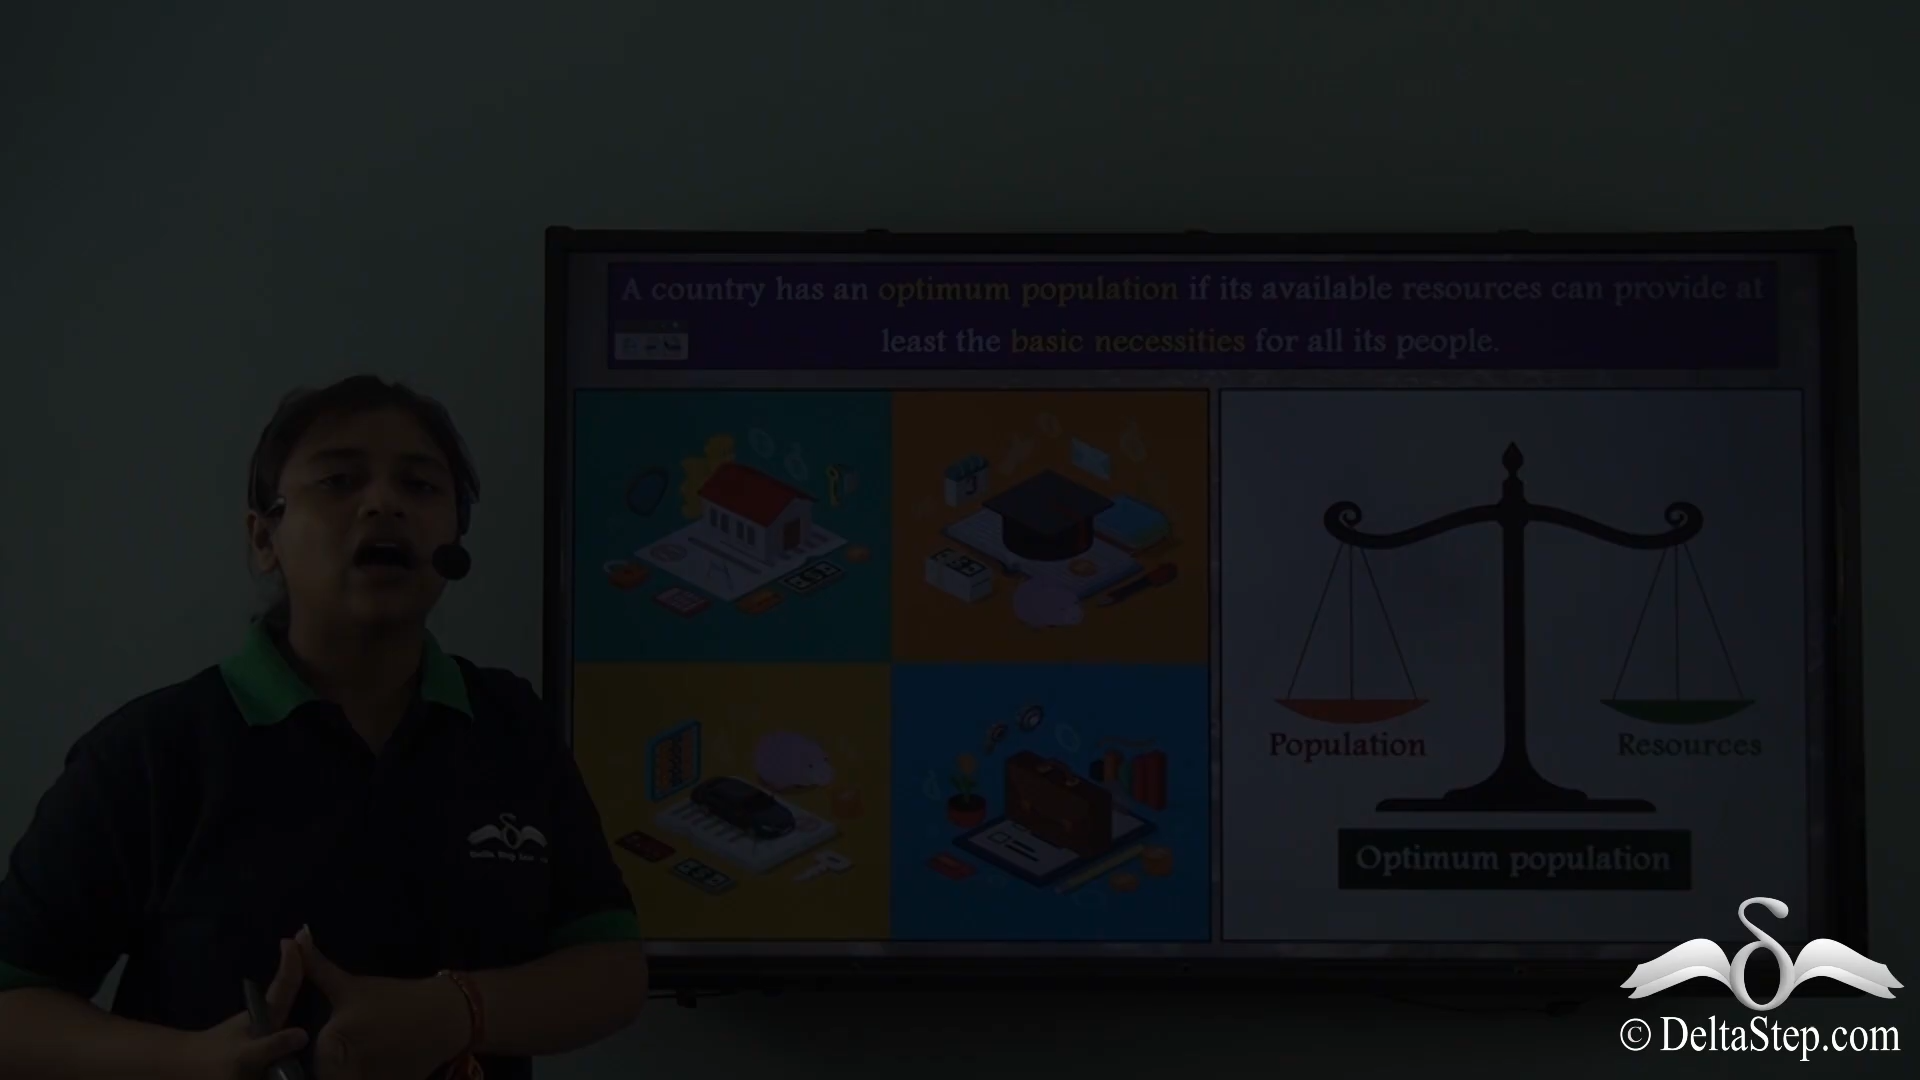 A country has an optimum population if its available resources can provide at
least the basic necessities for all its people.
Population
Resources
Optimum population
© DeltaStep.com